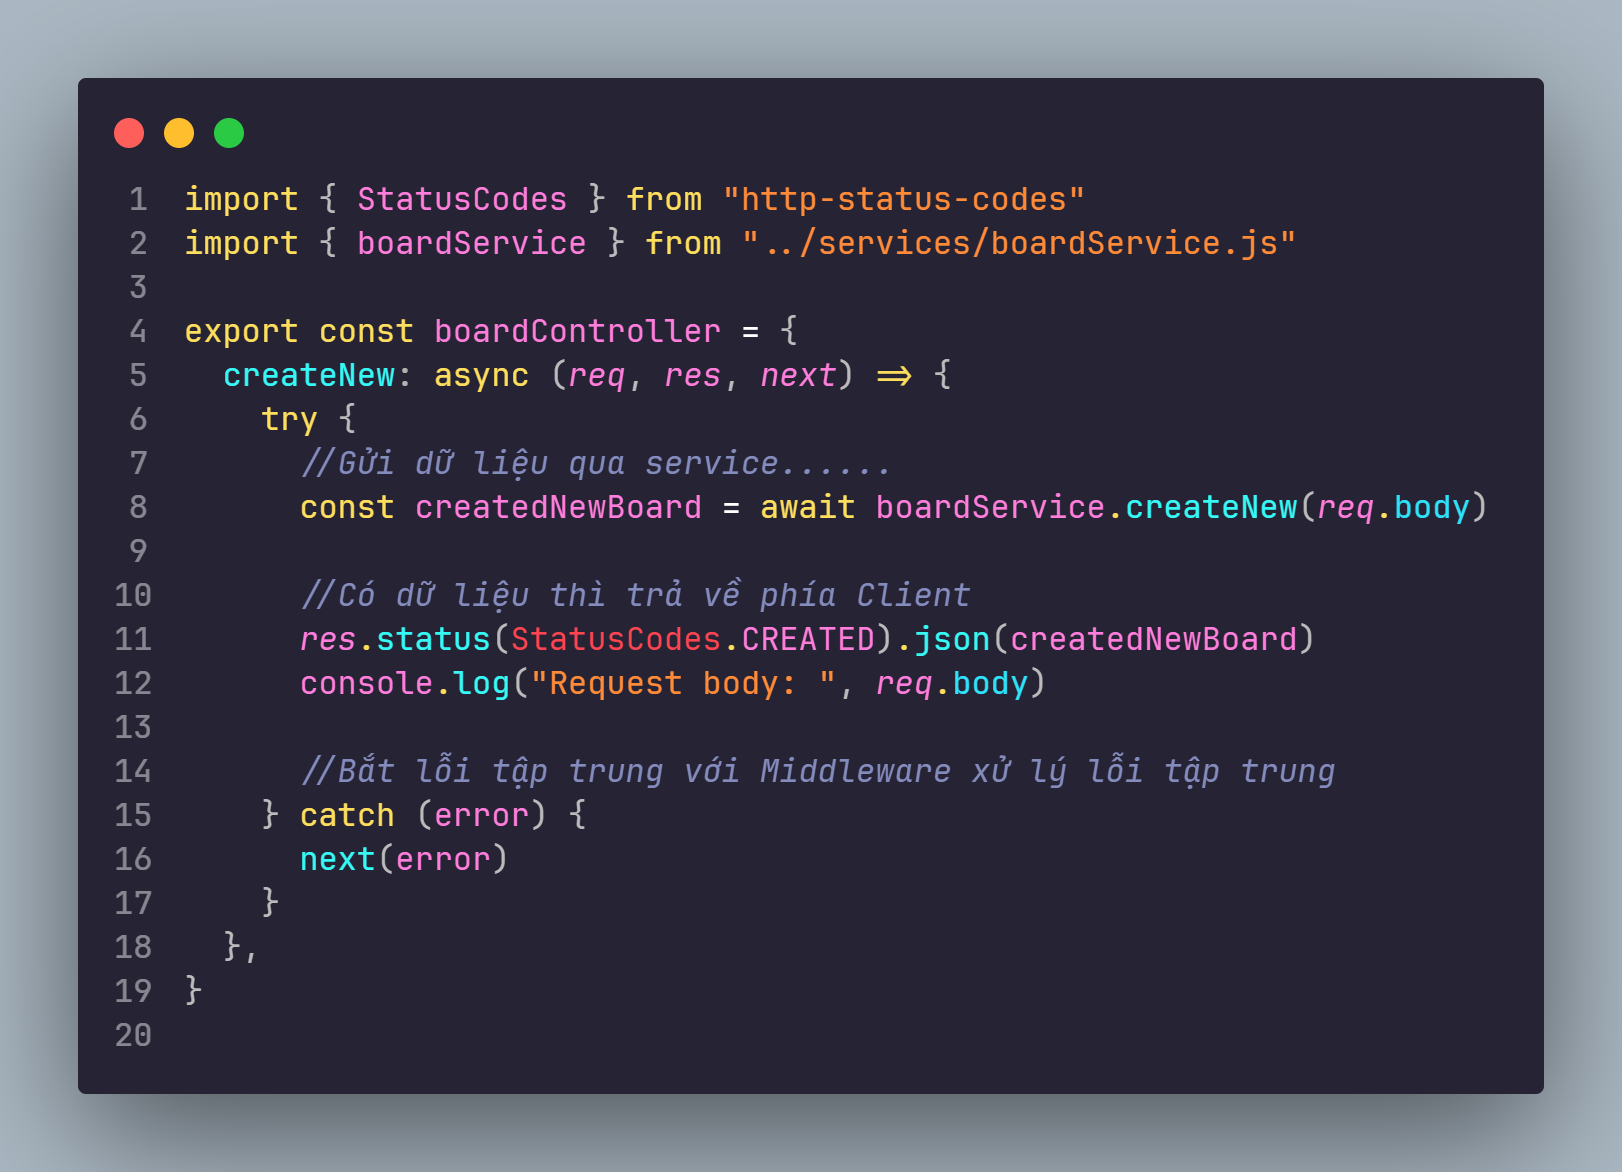 1 import { StatusCodes } from "http-status-codes"
2 import { boardService } from "../services/boardService.js"
3
4 export const boardController = {
5   createNew: async (req, res, next) => {
6     try {
7       //Gửi dữ liệu qua service......
8       const createdNewBoard = await boardService.createNew(req.body)
9
10       //Có dữ liệu thì trả về phía Client
11       res.status(StatusCodes.CREATED).json(createdNewBoard)
12       console.log("Request body: ", req.body)
13
14       //Bắt lỗi tập trung với Middleware xử lý lỗi tập trung
15     } catch (error) {
16       next(error)
17     }
18   },
19 }
20